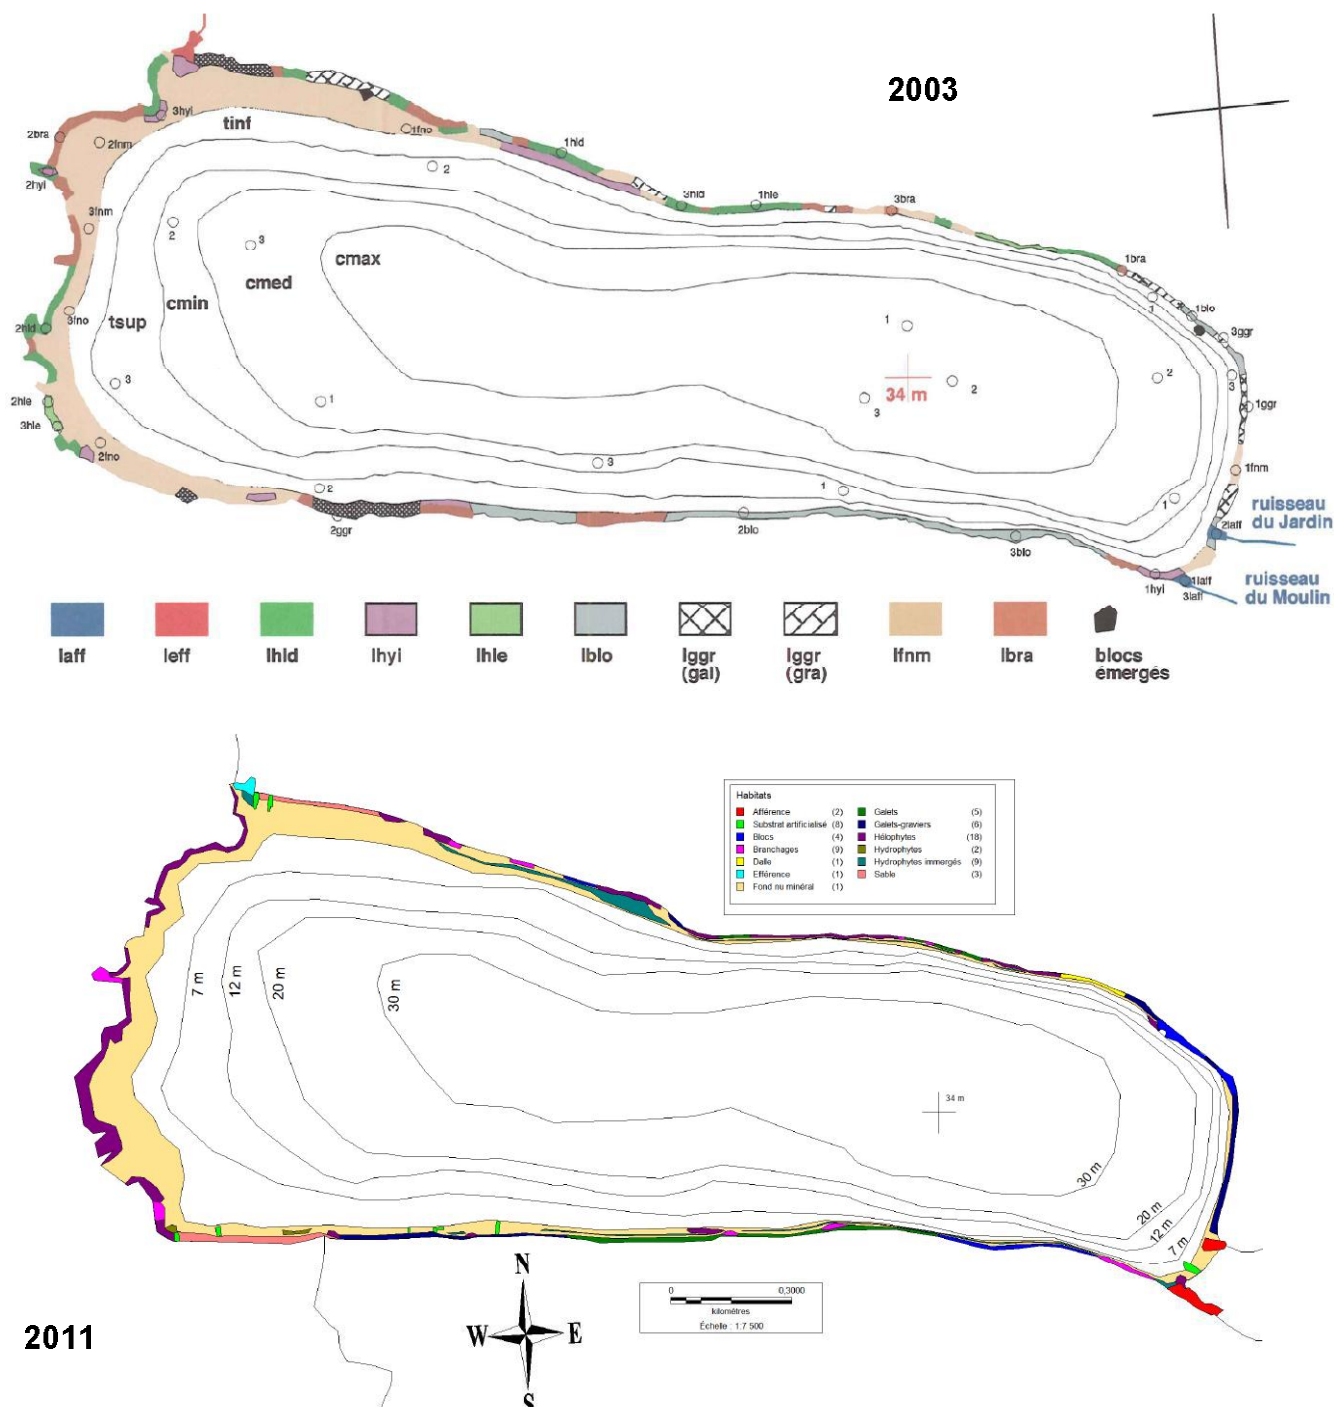 2003
tinf
3hyl
1fno
2bra
2fnm
1hld
2
2hyl
3hld
1hle
3bra
3fnm
2
3
cmax
1bra
cmed
cmin
1
1blo
3fno
tsup
1
3ggr
2hld
3
34 m
2
2
3
2hle
1
3
1ggr
3hle
2fno
3
1fnm
2
1
1
ruisseau
du Jardin
2ggr
2blo
3blo
2laff
1hyl
1laff
3laff
ruisseau
du Moulin
laff
leff
lhld
lhyl
lhle
lblo
lggr
(gal)
lggr
(gra)
lfnm
lbra
blocs
émergés
Habitats
Afférence (2)
Galets (5)
Substrat artificialisé (8)
Galets-graviers (6)
Blocs (4)
Hélophytes (18)
Branchages (9)
Hydrophytes (2)
Dalle (1)
Hydrophytes immergés (9)
Efférence (1)
Sable (3)
Fond nu minéral (1)
7 m
12 m
20 m
30 m
34 m
30 m
20 m
12 m
7 m
N
W
E
S
0
0,3000
kilomètres
Échelle : 1:7 500
2011